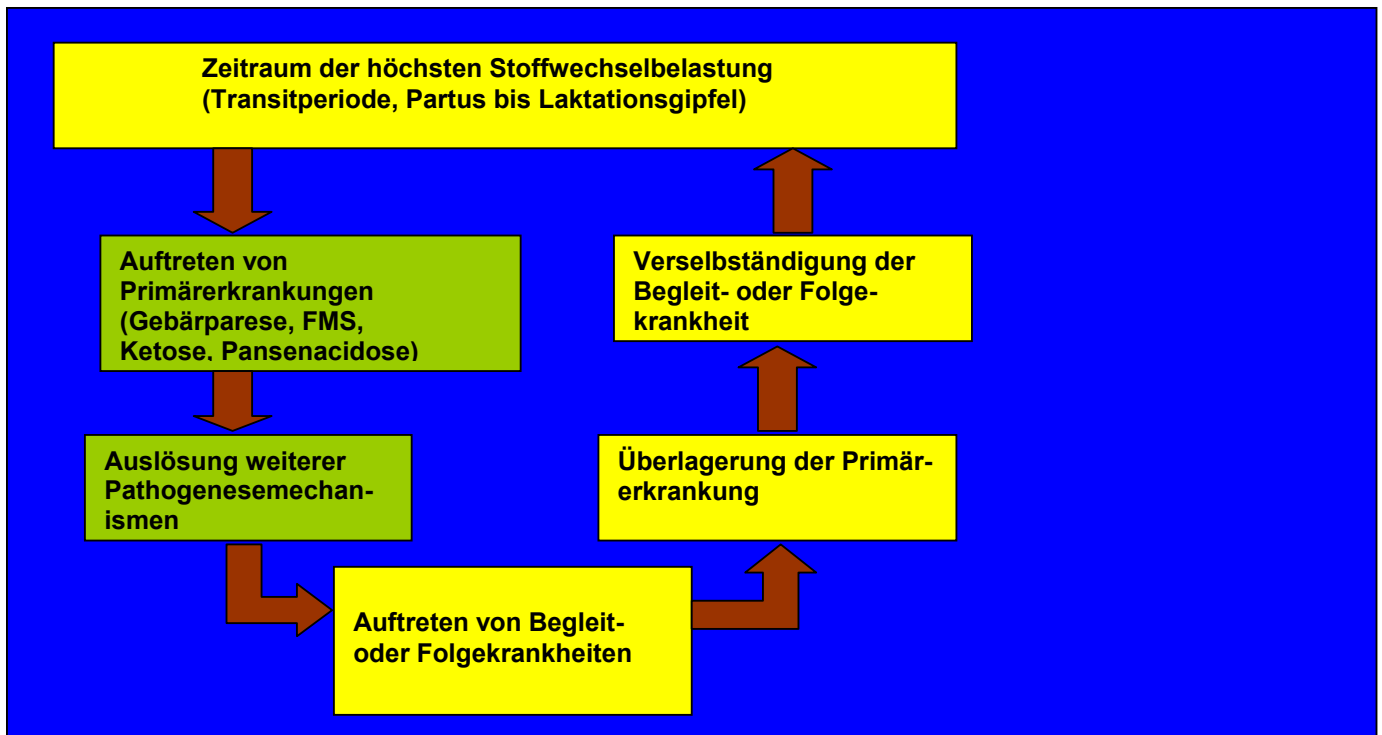 Zeitraum der höchsten Stoffwechselbelastung
(Transitperiode, Partus bis Laktationsgipfel)
Auftreten von
Primärerkrankungen
(Gebärparese, FMS,
Ketose, Pansenacidose)
Verselbständigung der
Begleit- oder Folge-
krankheit
Auslösung weiterer
Pathogenesemechan-
ismen
Überlagerung der Primär-
erkrankung
Auftreten von Begleit-
oder Folgekrankheiten